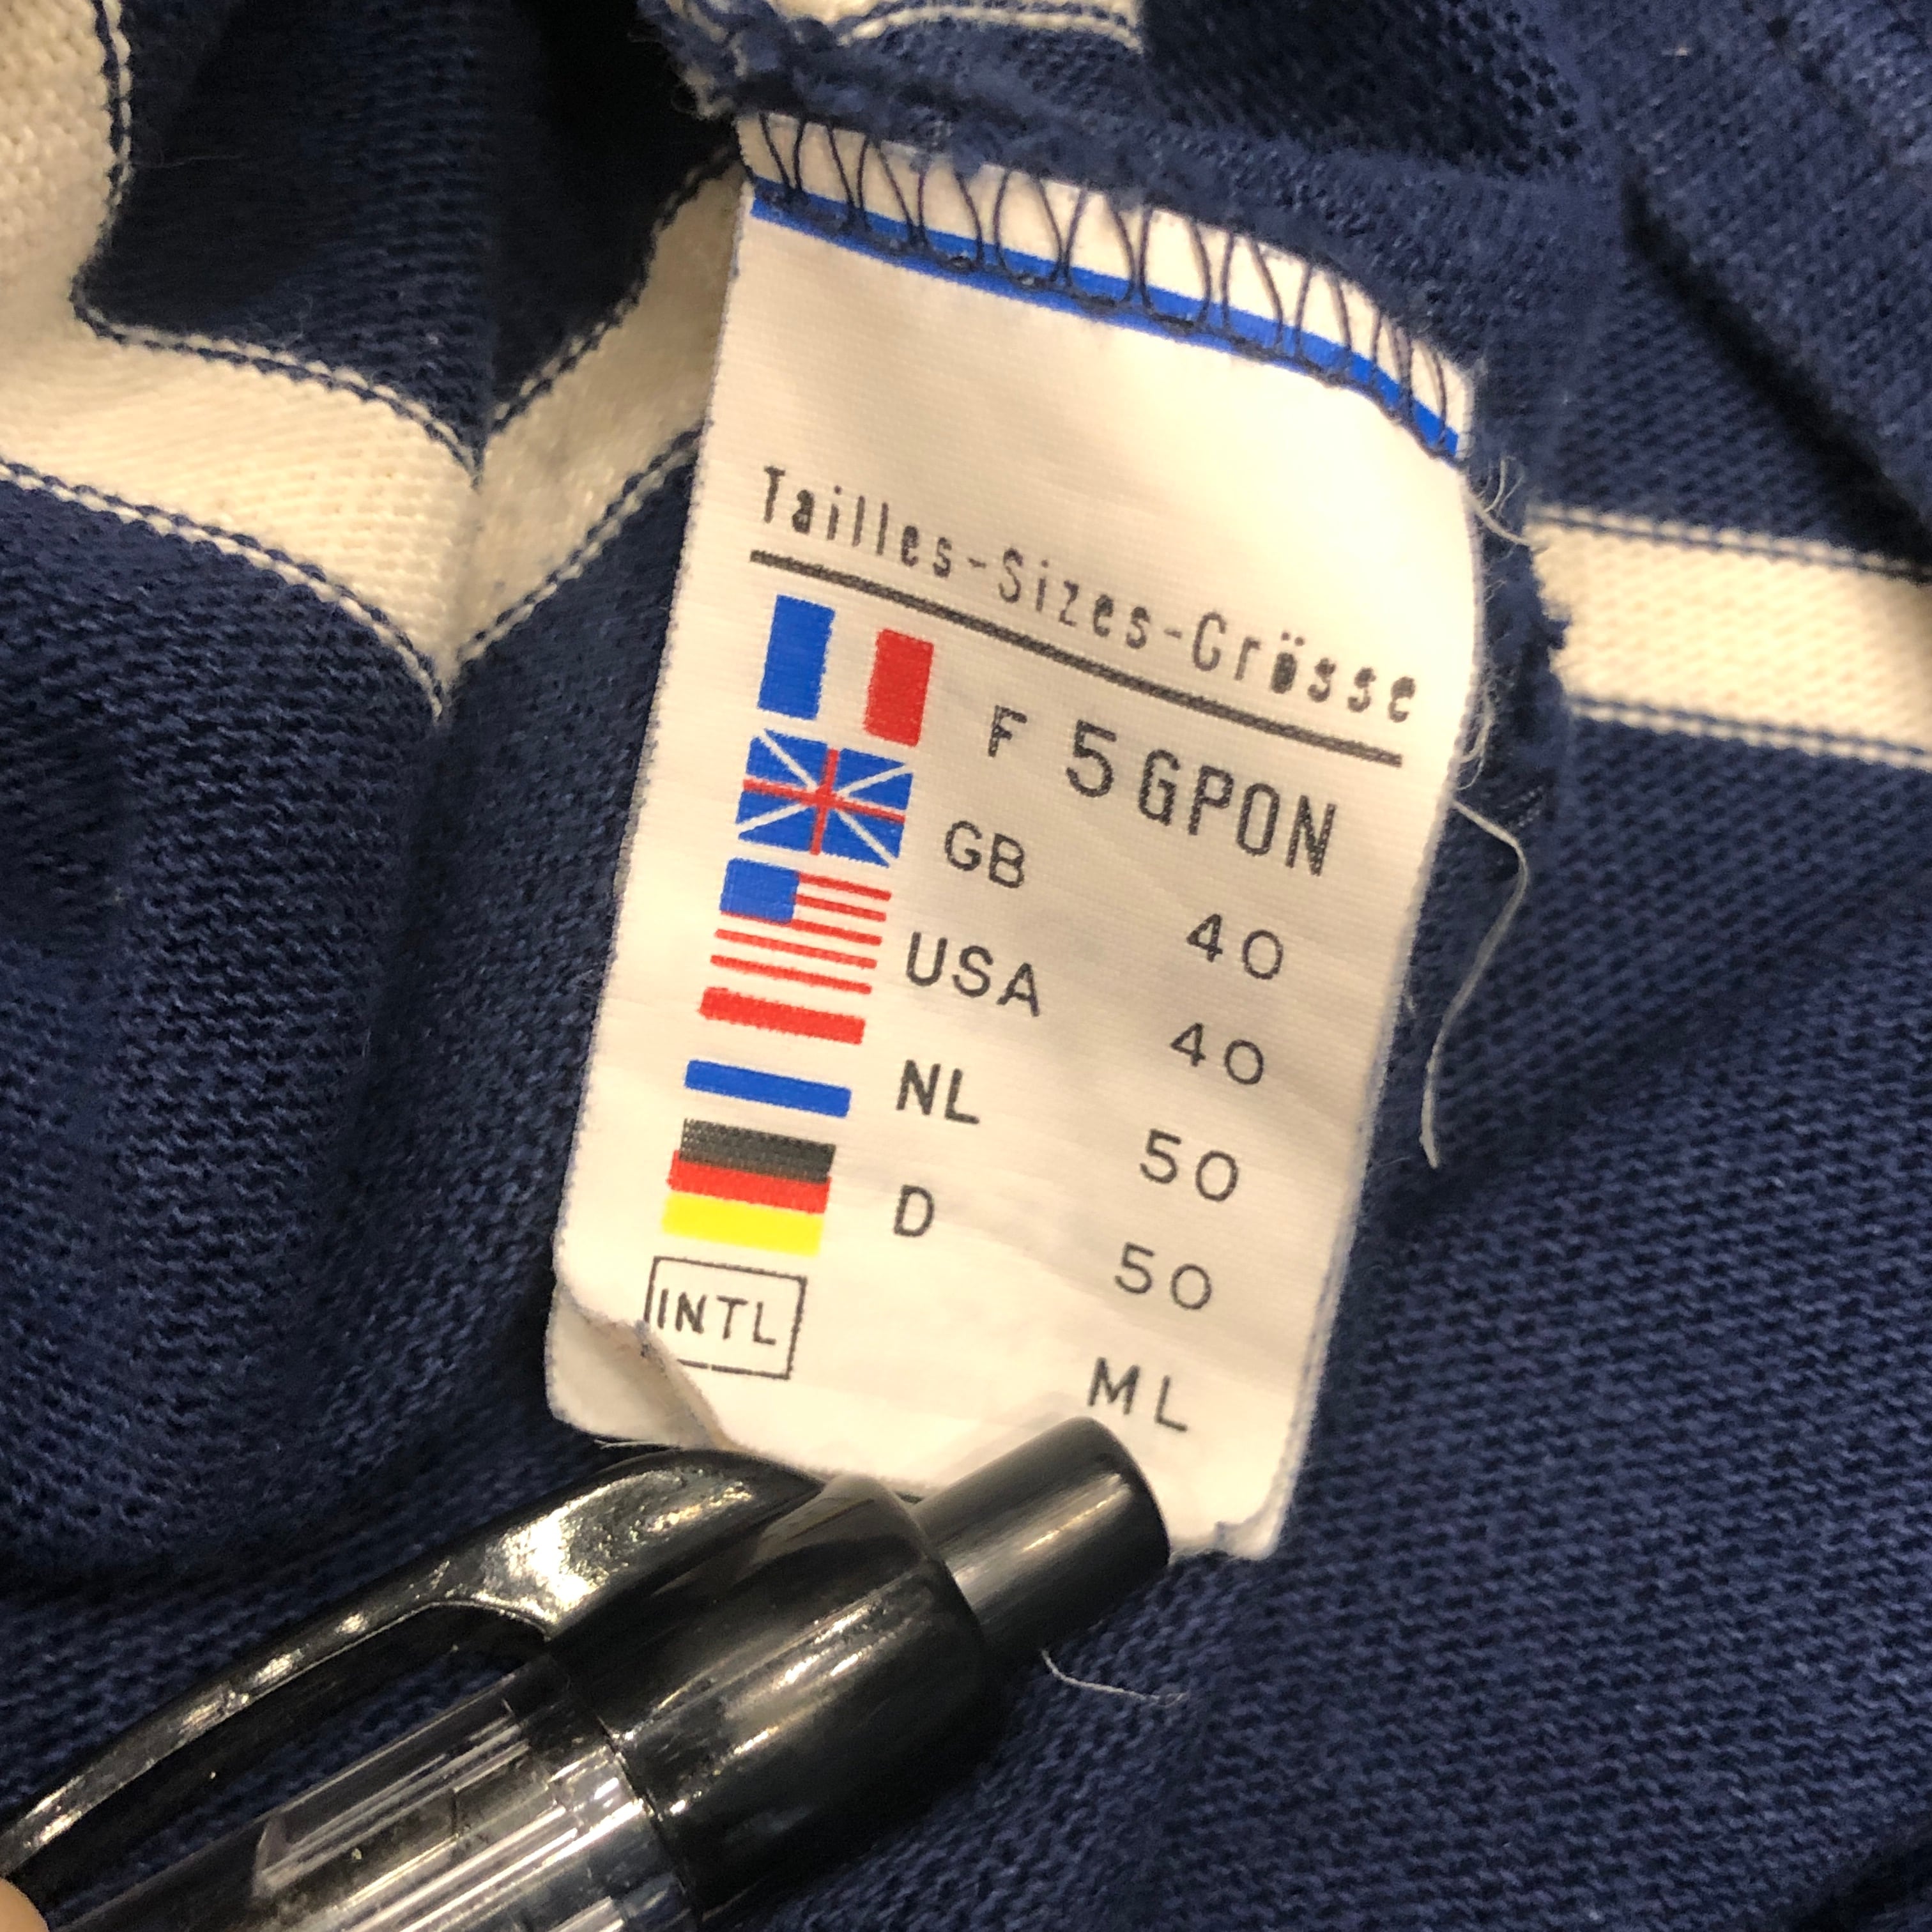 Tailles-Sizes-Grösse
F 5GPON
GB 40
USA 40
NL 50
D 50
INTL ML